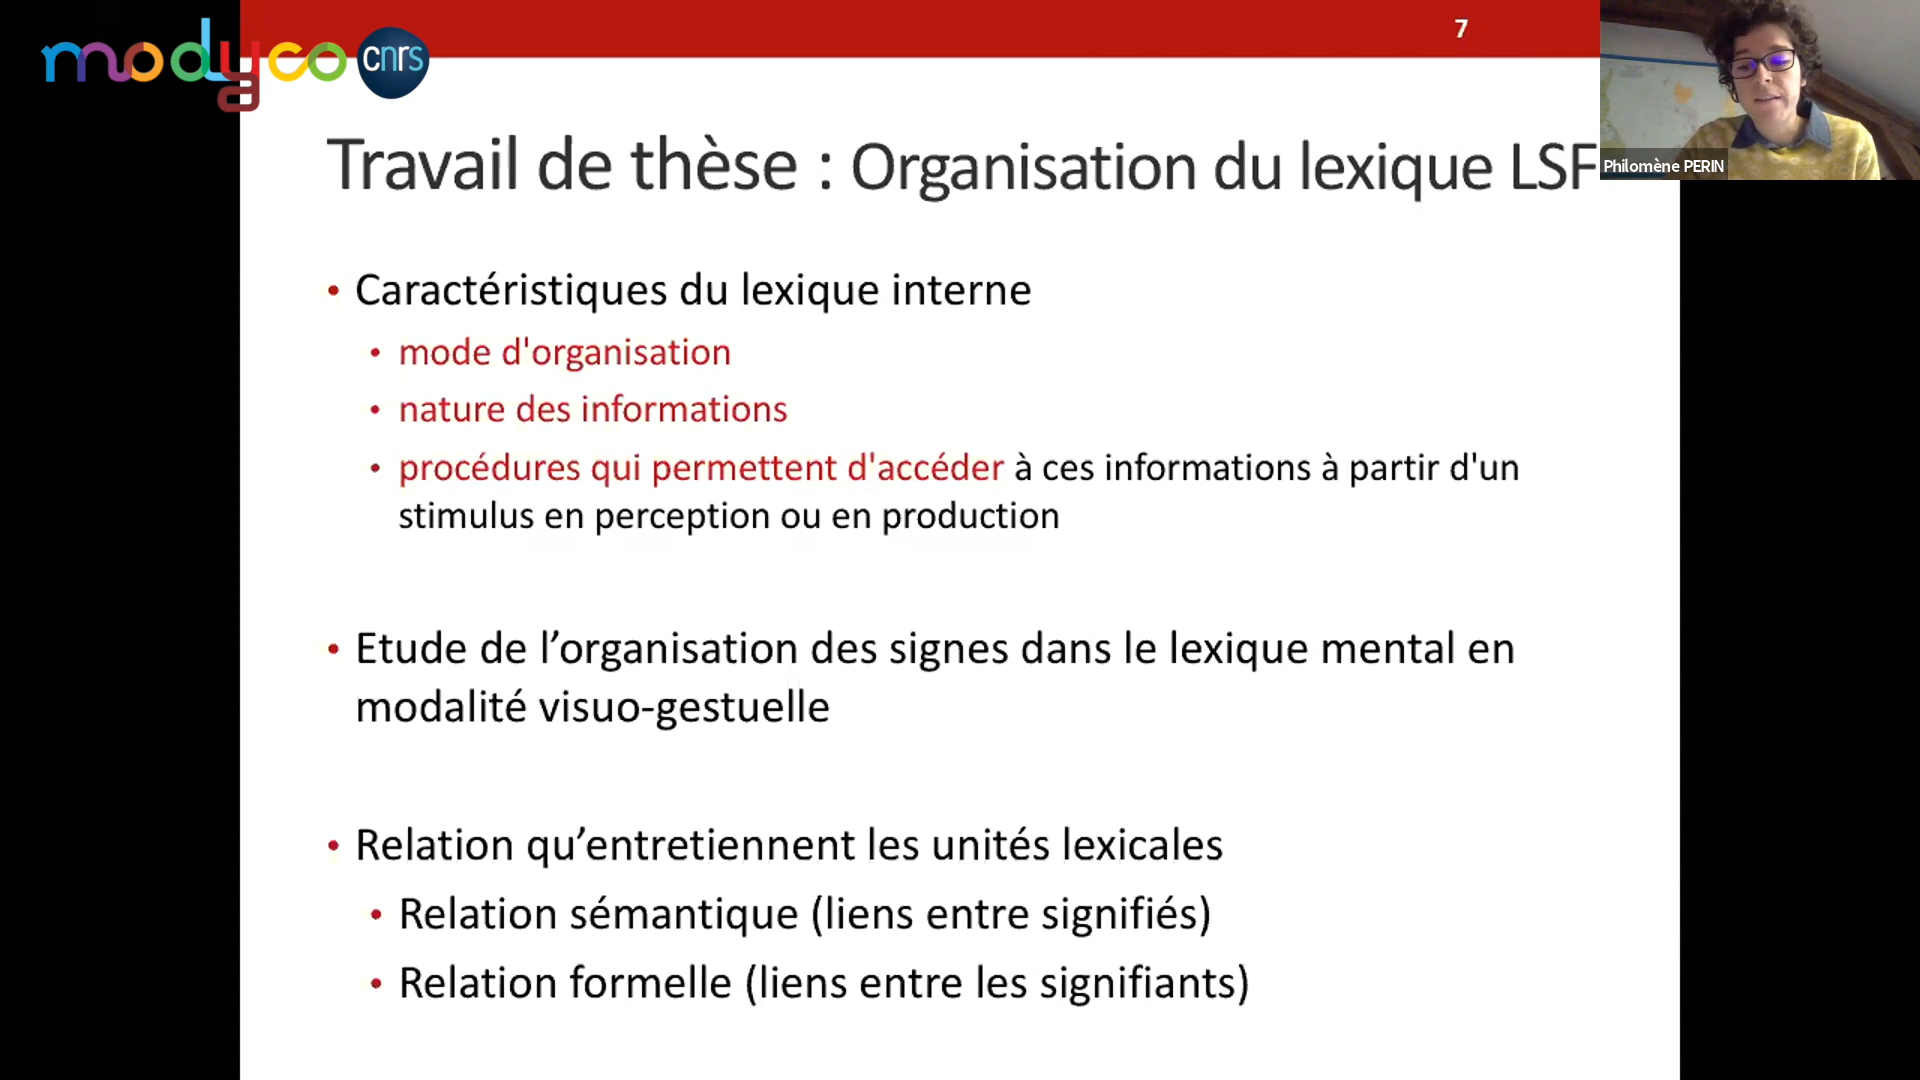 modyco
cnrs
7
Philomène PERIN
Travail de thèse : Organisation du lexique LSF
• Caractéristiques du lexique interne
• mode d'organisation
• nature des informations
• procédures qui permettent d'accéder à ces informations à partir d'un
stimulus en perception ou en production
• Etude de l’organisation des signes dans le lexique mental en
modalité visuo-gestuelle
• Relation qu’entretiennent les unités lexicales
• Relation sémantique (liens entre signifiés)
• Relation formelle (liens entre les signifiants)